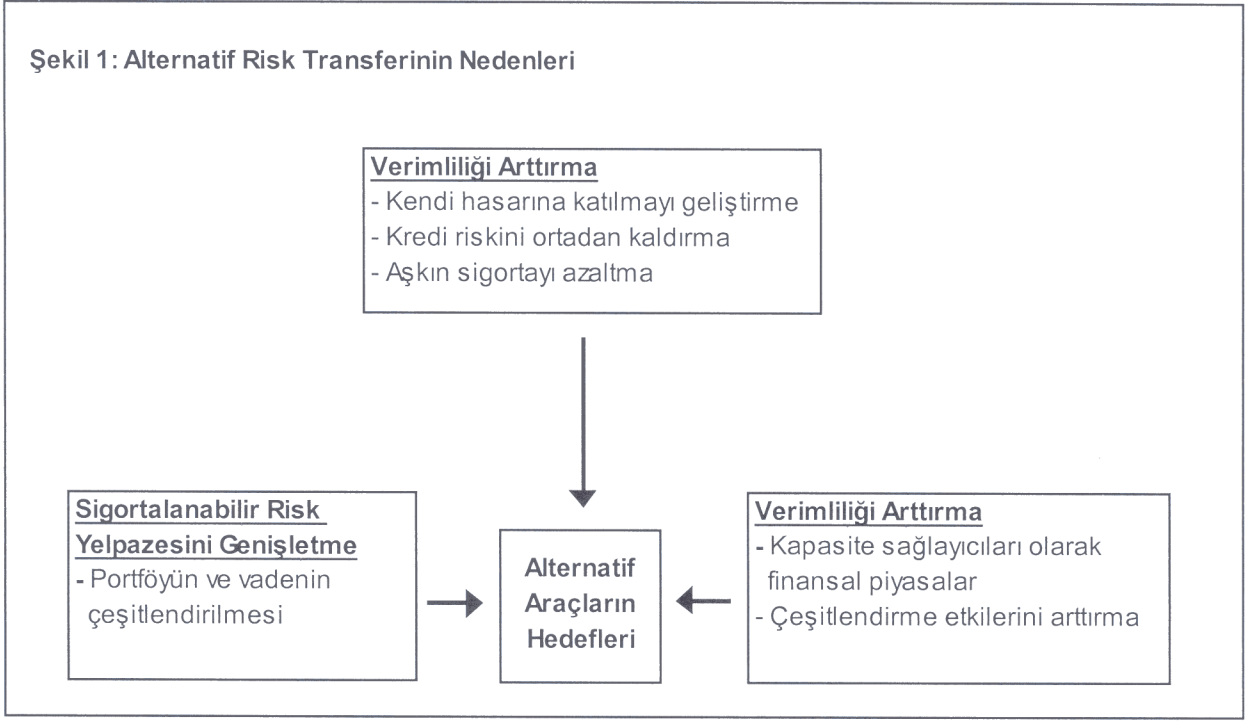 Şekil 1: Alternatif Risk Transferinin Nedenleri
Verimliliği Arttırma
- Kendi hasarına katılmayı geliştirme
- Kredi riskini ortadan kaldırma
- Aşkın sigortayı azaltma
Sigortalanabilir Risk
Yelpazesini Genişletme
- Portföyün ve vadenin
çeşitlendirilmesi
Alternatif
Araçların
Hedefleri
Verimliliği Arttırma
- Kapasite sağlayıcıları olarak
finansal piyasalar
- Çeşitlendirme etkilerini arttırma